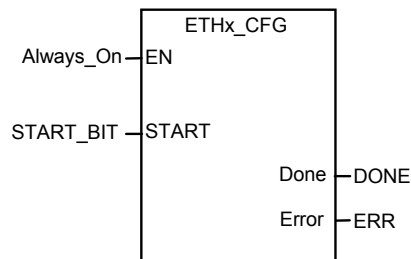 ETHx_CFG
Always_On EN
START_BIT START
Done DONE
Error ERR